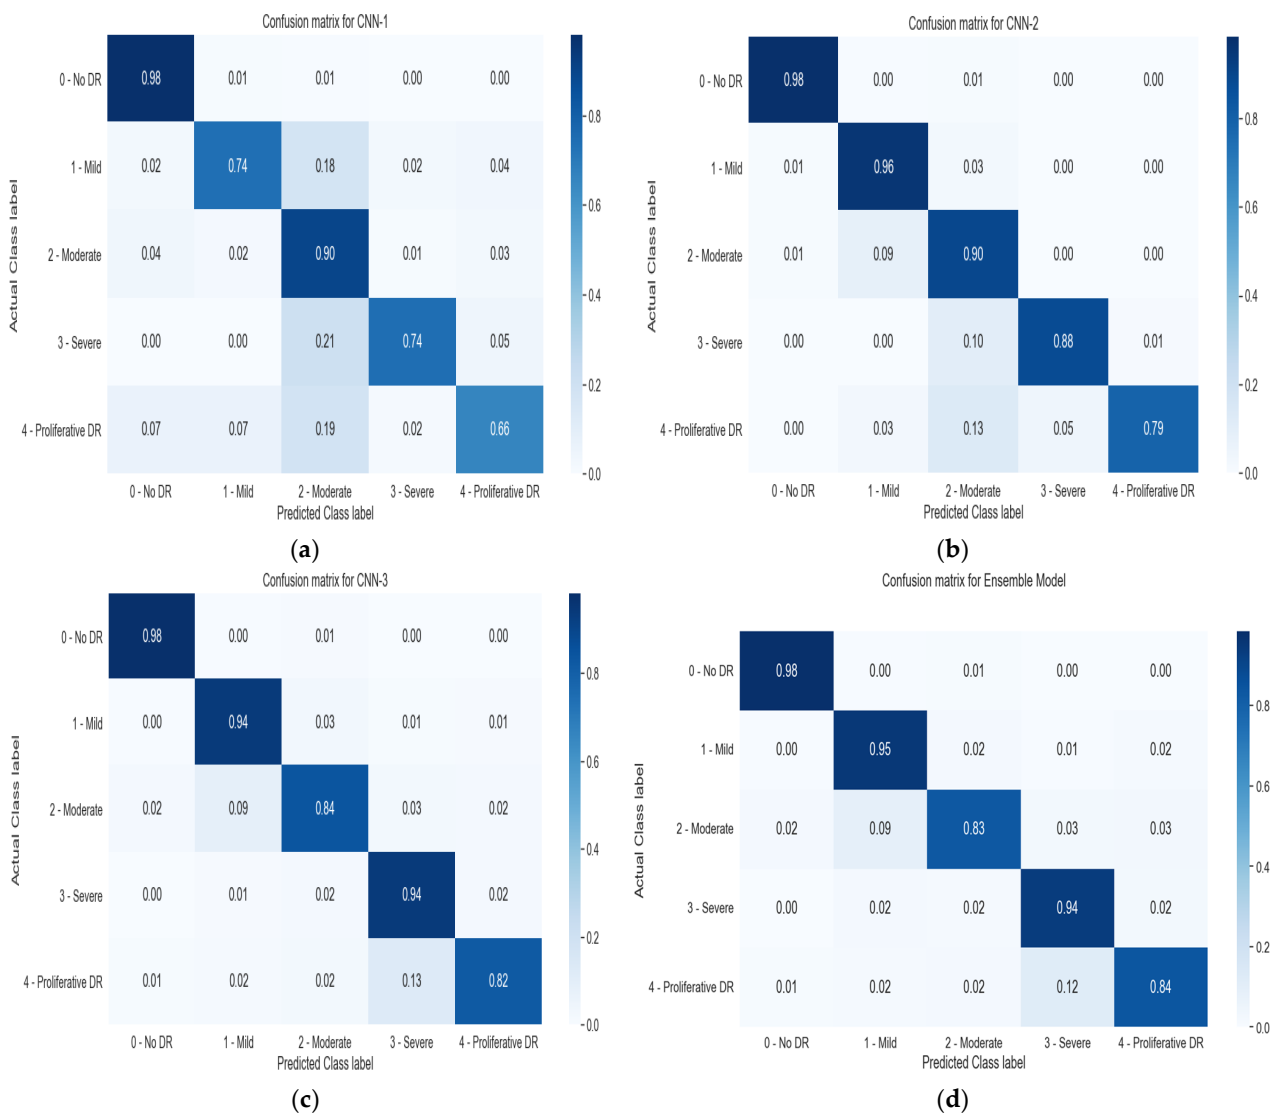 Confusion matrix for CNN-1
0 - No DR 0.98 0.01 0.01 0.00 0.00
1 - Mild 0.02 0.74 0.18 0.02 0.04
2 - Moderate 0.04 0.02 0.90 0.01 0.03
3 - Severe 0.00 0.00 0.21 0.74 0.05
4 - Proliferative DR 0.07 0.07 0.19 0.02 0.66
0 - No DR 1 - Mild 2 - Moderate 3 - Severe 4 - Proliferative DR
Predicted Class label
Actual Class label
0.8
0.6
0.4
0.2
0.0
(a)
Confusion matrix for CNN-2
0 - No DR 0.98 0.00 0.01 0.00 0.00
1 - Mild 0.01 0.96 0.03 0.00 0.00
2 - Moderate 0.01 0.09 0.90 0.00 0.00
3 - Severe 0.00 0.00 0.10 0.88 0.01
4 - Proliferative DR 0.00 0.03 0.13 0.05 0.79
0 - No DR 1 - Mild 2 - Moderate 3 - Severe 4 - Proliferative DR
Predicted Class label
Actual Class label
0.8
0.6
0.4
0.2
0.0
(b)
Confusion matrix for CNN-3
0 - No DR 0.98 0.00 0.01 0.00 0.00
1 - Mild 0.00 0.94 0.03 0.01 0.01
2 - Moderate 0.02 0.09 0.84 0.03 0.02
3 - Severe 0.00 0.01 0.02 0.94 0.02
4 - Proliferative DR 0.01 0.02 0.02 0.13 0.82
0 - No DR 1 - Mild 2 - Moderate 3 - Severe 4 - Proliferative DR
Predicted Class label
Actual Class label
0.8
0.6
0.4
0.2
0.0
(c)
Confusion matrix for Ensemble Model
0 - No DR 0.98 0.00 0.01 0.00 0.00
1 - Mild 0.00 0.95 0.02 0.01 0.02
2 - Moderate 0.02 0.09 0.83 0.03 0.03
3 - Severe 0.00 0.02 0.02 0.94 0.02
4 - Proliferative DR 0.01 0.02 0.02 0.12 0.84
0 - No DR 1 - Mild 2 - Moderate 3 - Severe 4 - Proliferative DR
Predicted Class label
Actual Class label
0.8
0.6
0.4
0.2
0.0
(d)